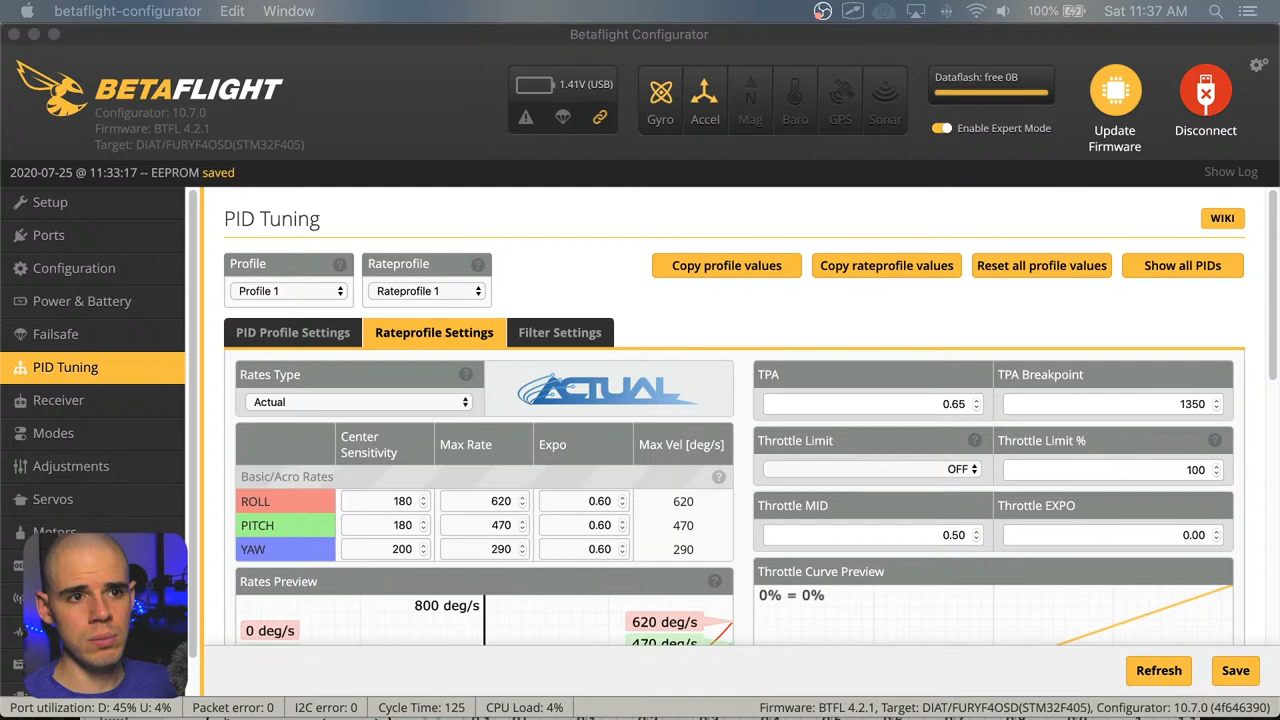 betaflight-configurator Edit Window 100% Sat 11:37 AM
Betaflight Configurator
BETAFLIGHT
Configurator: 10.7.0
Firmware: BTFL 4.2.1
Target: DIAT/FURYF4OSD(STM32F405)
1.41V (USB)
Gyro Accel Mag Baro GPS Sonar
Dataflash: free 0B
Enable Expert Mode
Update
Firmware
Disconnect
2020-07-25 @ 11:33:17 -- EEPROM saved
Show Log
Setup
Ports
Configuration
Power & Battery
Failsafe
PID Tuning
Receiver
Modes
Adjustments
Servos
Motors
PID Tuning
WIKI
Profile
Profile 1
Rateprofile
Rateprofile 1
Copy profile values Copy rateprofile values Reset all profile values Show all PIDs
PID Profile Settings Rateprofile Settings Filter Settings
Rates Type
Actual
ACTUAL
Center
Sensitivity
Max Rate Expo Max Vel [deg/s]
Basic/Acro Rates
ROLL 180 620 0.60 620
PITCH 180 470 0.60 470
YAW 200 290 0.60 290
Rates Preview
800 deg/s
0 deg/s
620 deg/s
470 deg/s
TPA TPA Breakpoint
0.65 1350
Throttle Limit Throttle Limit %
OFF 100
Throttle MID Throttle EXPO
0.50 0.00
Throttle Curve Preview
0% = 0%
Refresh Save
Port utilization: D: 45% U: 4% Packet error: 0 I2C error: 0 Cycle Time: 125 CPU Load: 4% Firmware: BTFL 4.2.1, Target: DIAT/FURYF4OSD(STM32F405), Configurator: 10.7.0 (4f646390)